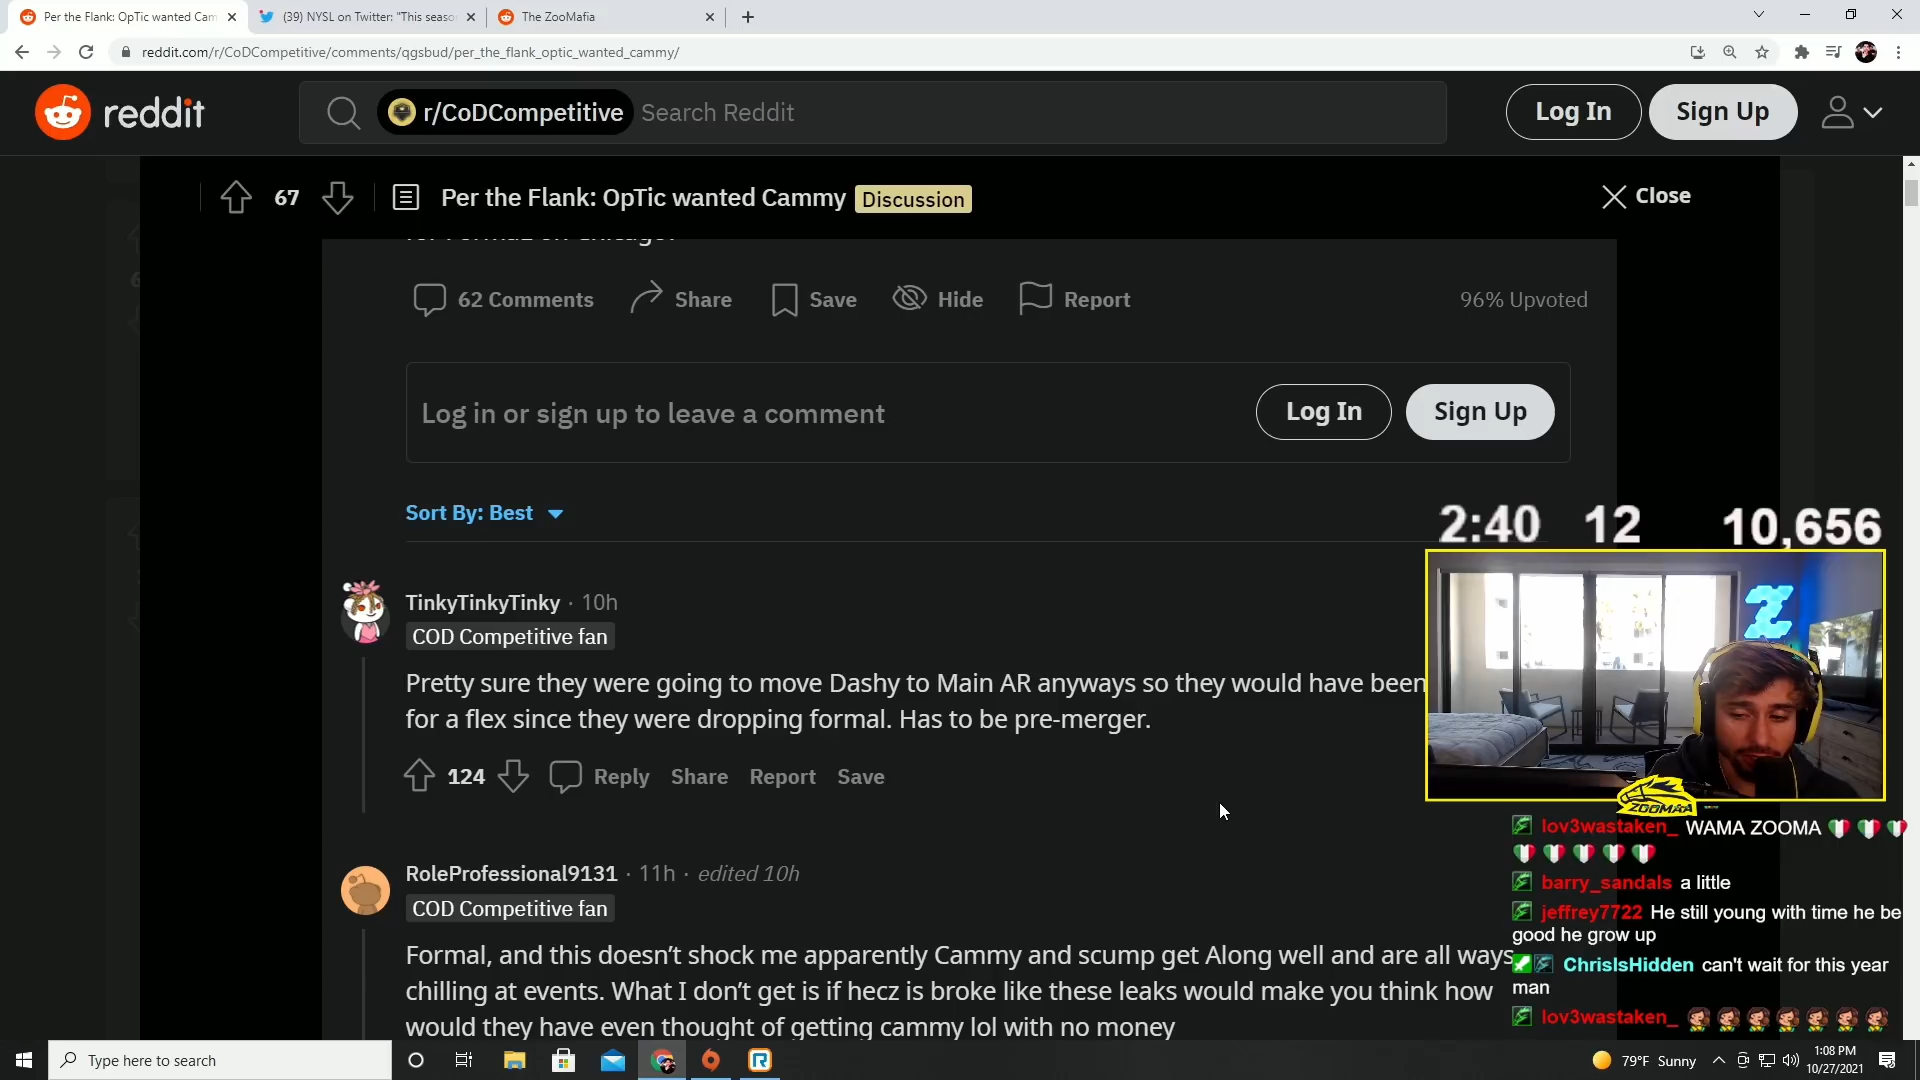 Per the Flank: OpTic wanted Cam
(39) NYSL on Twitter: "This seaso
The ZooMafia
reddit.com/r/CoDCompetitive/comments/qgsbud/per_the_flank_optic_wanted_cammy/
reddit
r/CoDCompetitive
Search Reddit
Log In
Sign Up
67
Per the Flank: OpTic wanted Cammy
Discussion
Close
62 Comments
Share
Save
Hide
Report
96% Upvoted
Log in or sign up to leave a comment
Log In
Sign Up
Sort By: Best
2:40 12 10,656
TinkyTinkyTinky · 10h
COD Competitive fan
Pretty sure they were going to move Dashy to Main AR anyways so they would have been
for a flex since they were dropping formal. Has to be pre-merger.
124
Reply
Share
Report
Save
RoleProfessional9131 · 11h · edited 10h
COD Competitive fan
Formal, and this doesn't shock me apparently Cammy and scump get Along well and are all ways
chilling at events. What I don't get is if hecz is broke like these leaks would make you think how
would they have even thought of getting cammy lol with no money
Z
ZOOMAA
lov3wastaken_ WAMA ZOOMA
barry_sandals a little
jeffrey7722 He still young with time he be
good he grow up
ChrisIsHidden can't wait for this year
man
lov3wastaken_
Type here to search
79°F Sunny
1:08 PM
10/27/2021